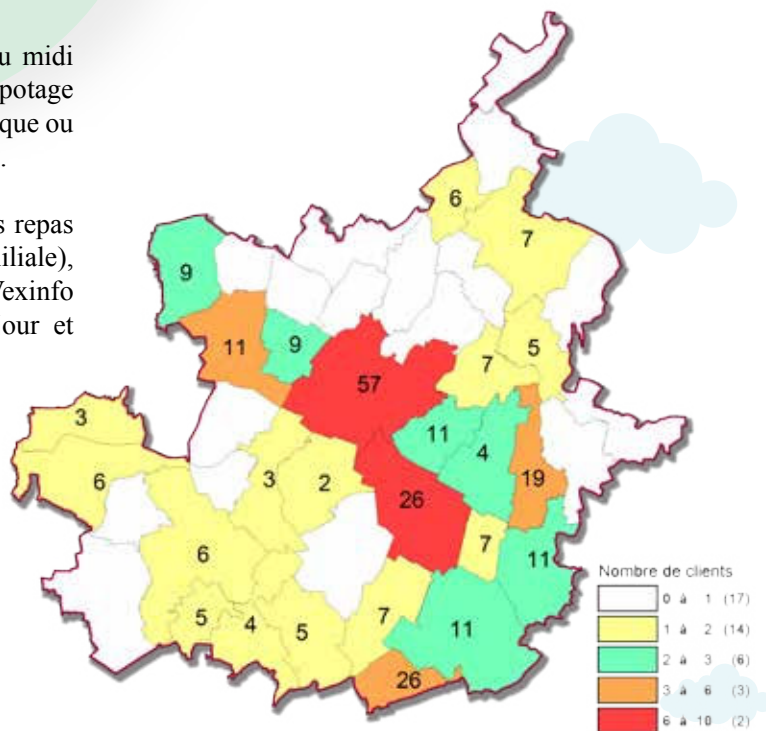 u midi
potage
que ou
.
s repas
iliale),
Vexinfo
our et
6
7
9
11
9
57
7
5
3
6
3
2
11
4
19
26
7
11
6
5
4
5
7
11
26
Nombre de clients
0 à 1 (17)
1 à 2 (14)
2 à 3 (6)
3 à 6 (3)
6 à 10 (2)